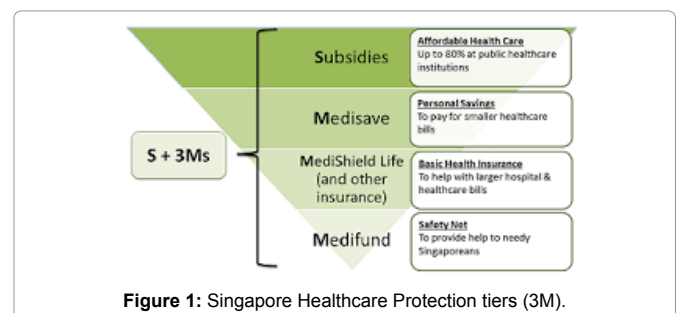 S + 3Ms
Subsidies
Affordable Health Care
Up to 80% at public healthcare
institutions
Medisave
Personal Savings
To pay for smaller healthcare
bills
MediShield Life
(and other
insurance)
Basic Health Insurance
To help with larger hospital &
healthcare bills
Medifund
Safety Net
To provide help to needy
Singaporeans
Figure 1: Singapore Healthcare Protection tiers (3M).